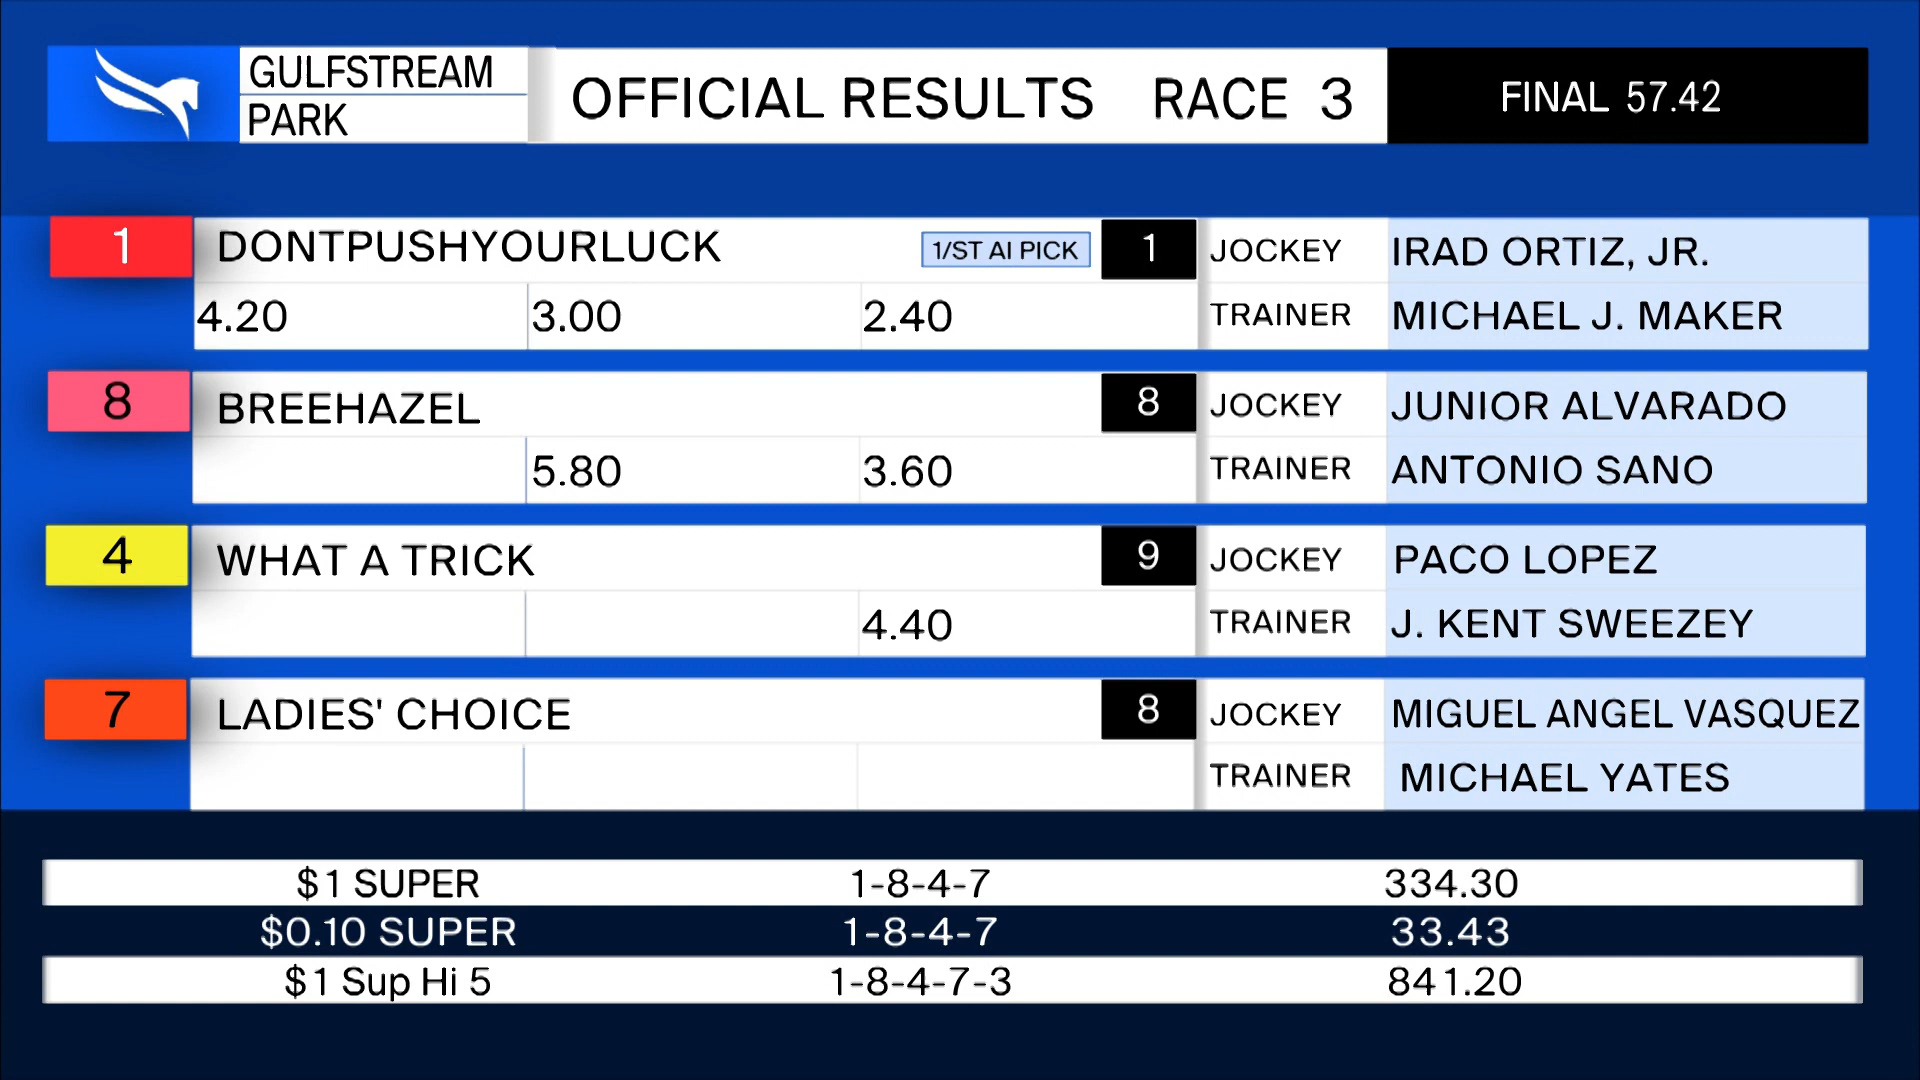 GULFSTREAM
PARK
OFFICIAL RESULTS RACE 3
FINAL 57.42
1 DONTPUSHYOURLUCK 1/ST AI PICK 1 JOCKEY IRAD ORTIZ, JR.
4.20 3.00 2.40 TRAINER MICHAEL J. MAKER
8 BREEHAZEL 8 JOCKEY JUNIOR ALVARADO
5.80 3.60 TRAINER ANTONIO SANO
4 WHAT A TRICK 9 JOCKEY PACO LOPEZ
4.40 TRAINER J. KENT SWEEZEY
7 LADIES' CHOICE 8 JOCKEY MIGUEL ANGEL VASQUEZ
TRAINER MICHAEL YATES
$1 SUPER 1-8-4-7 334.30
$0.10 SUPER 1-8-4-7 33.43
$1 Sup Hi 5 1-8-4-7-3 841.20